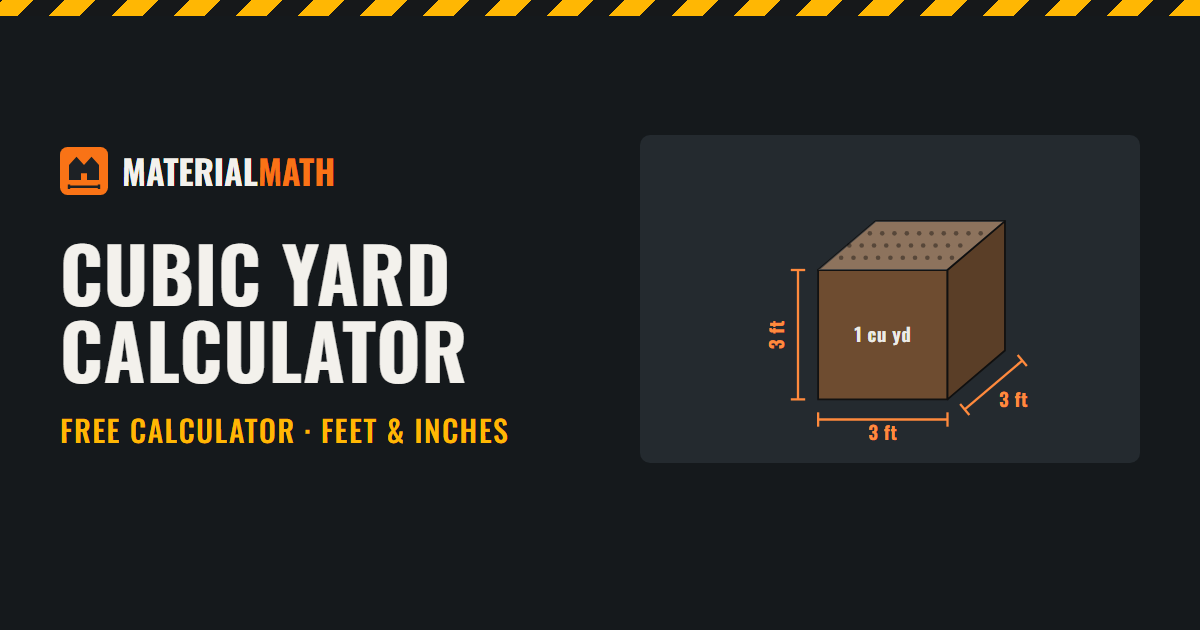 MATERIALMATH
CUBIC YARD
CALCULATOR
FREE CALCULATOR · FEET & INCHES
1 cu yd
3 ft
3 ft
3 ft